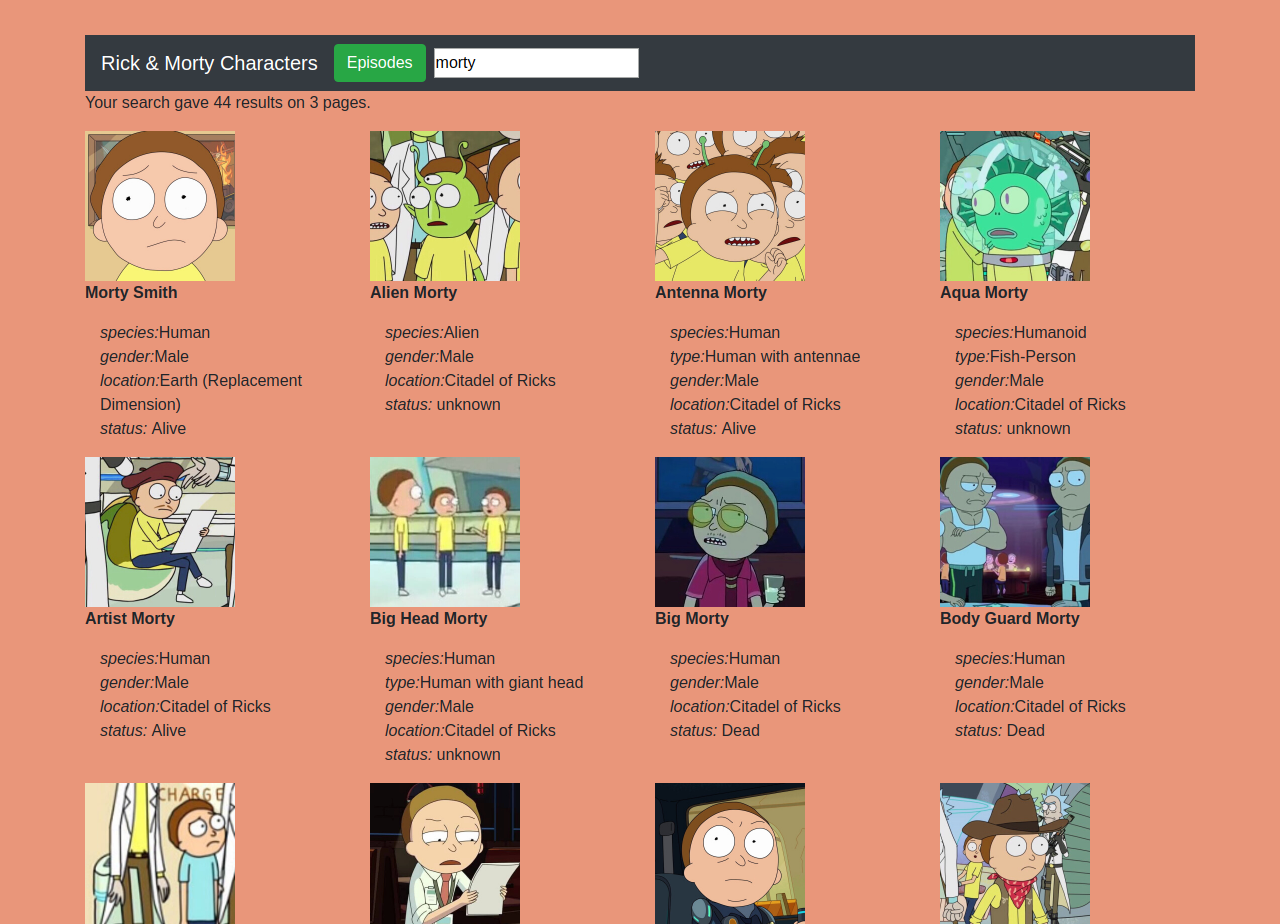 Rick & Morty Characters Episodes morty
Your search gave 44 results on 3 pages.
Morty Smith
species:Human
gender:Male
location:Earth (Replacement
Dimension)
status: Alive
Alien Morty
species:Alien
gender:Male
location:Citadel of Ricks
status: unknown
Antenna Morty
species:Human
type:Human with antennae
gender:Male
location:Citadel of Ricks
status: Alive
Aqua Morty
species:Humanoid
type:Fish-Person
gender:Male
location:Citadel of Ricks
status: unknown
Artist Morty
species:Human
gender:Male
location:Citadel of Ricks
status: Alive
Big Head Morty
species:Human
type:Human with giant head
gender:Male
location:Citadel of Ricks
status: unknown
Big Morty
species:Human
gender:Male
location:Citadel of Ricks
status: Dead
Body Guard Morty
species:Human
gender:Male
location:Citadel of Ricks
status: Dead
CHARGE